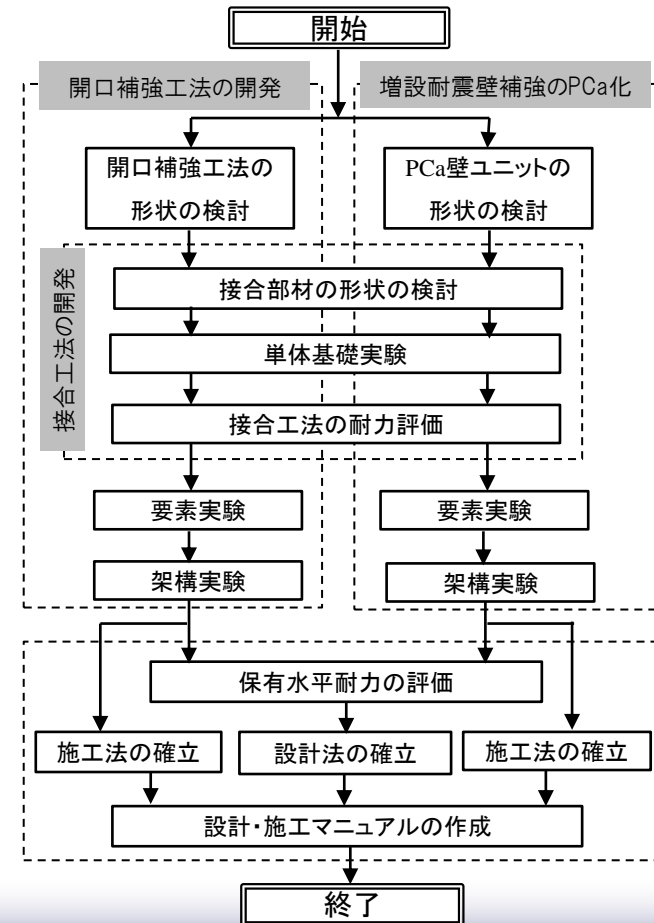 開始
開口補強工法の開発
増設耐震壁補強のPCa化
開口補強工法の
形状の検討
PCa壁ユニットの
形状の検討
接合工法の開発
接合部材の形状の検討
単体基礎実験
接合工法の耐力評価
要素実験
要素実験
架構実験
架構実験
保有水平耐力の評価
施工法の確立
設計法の確立
施工法の確立
設計・施工マニュアルの作成
終了